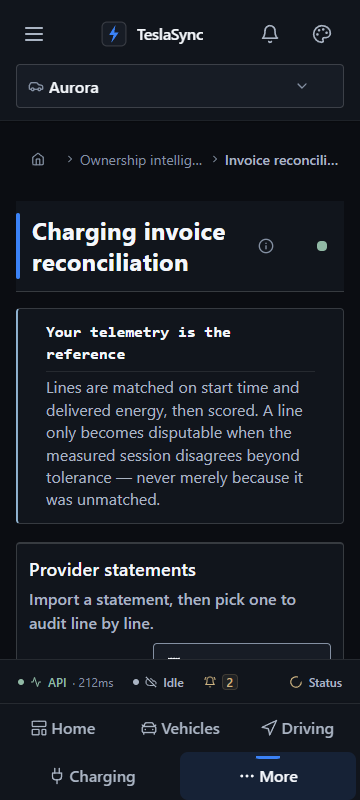 TeslaSync
Aurora
Ownership intellig... Invoice reconcili...
Charging invoice
reconciliation
Your telemetry is the
reference
Lines are matched on start time and
delivered energy, then scored. A line
only becomes disputable when the
measured session disagrees beyond
tolerance — never merely because it
was unmatched.
Provider statements
Import a statement, then pick one to
audit line by line.
API · 212ms Idle 2 Status
Home Vehicles Driving
Charging More